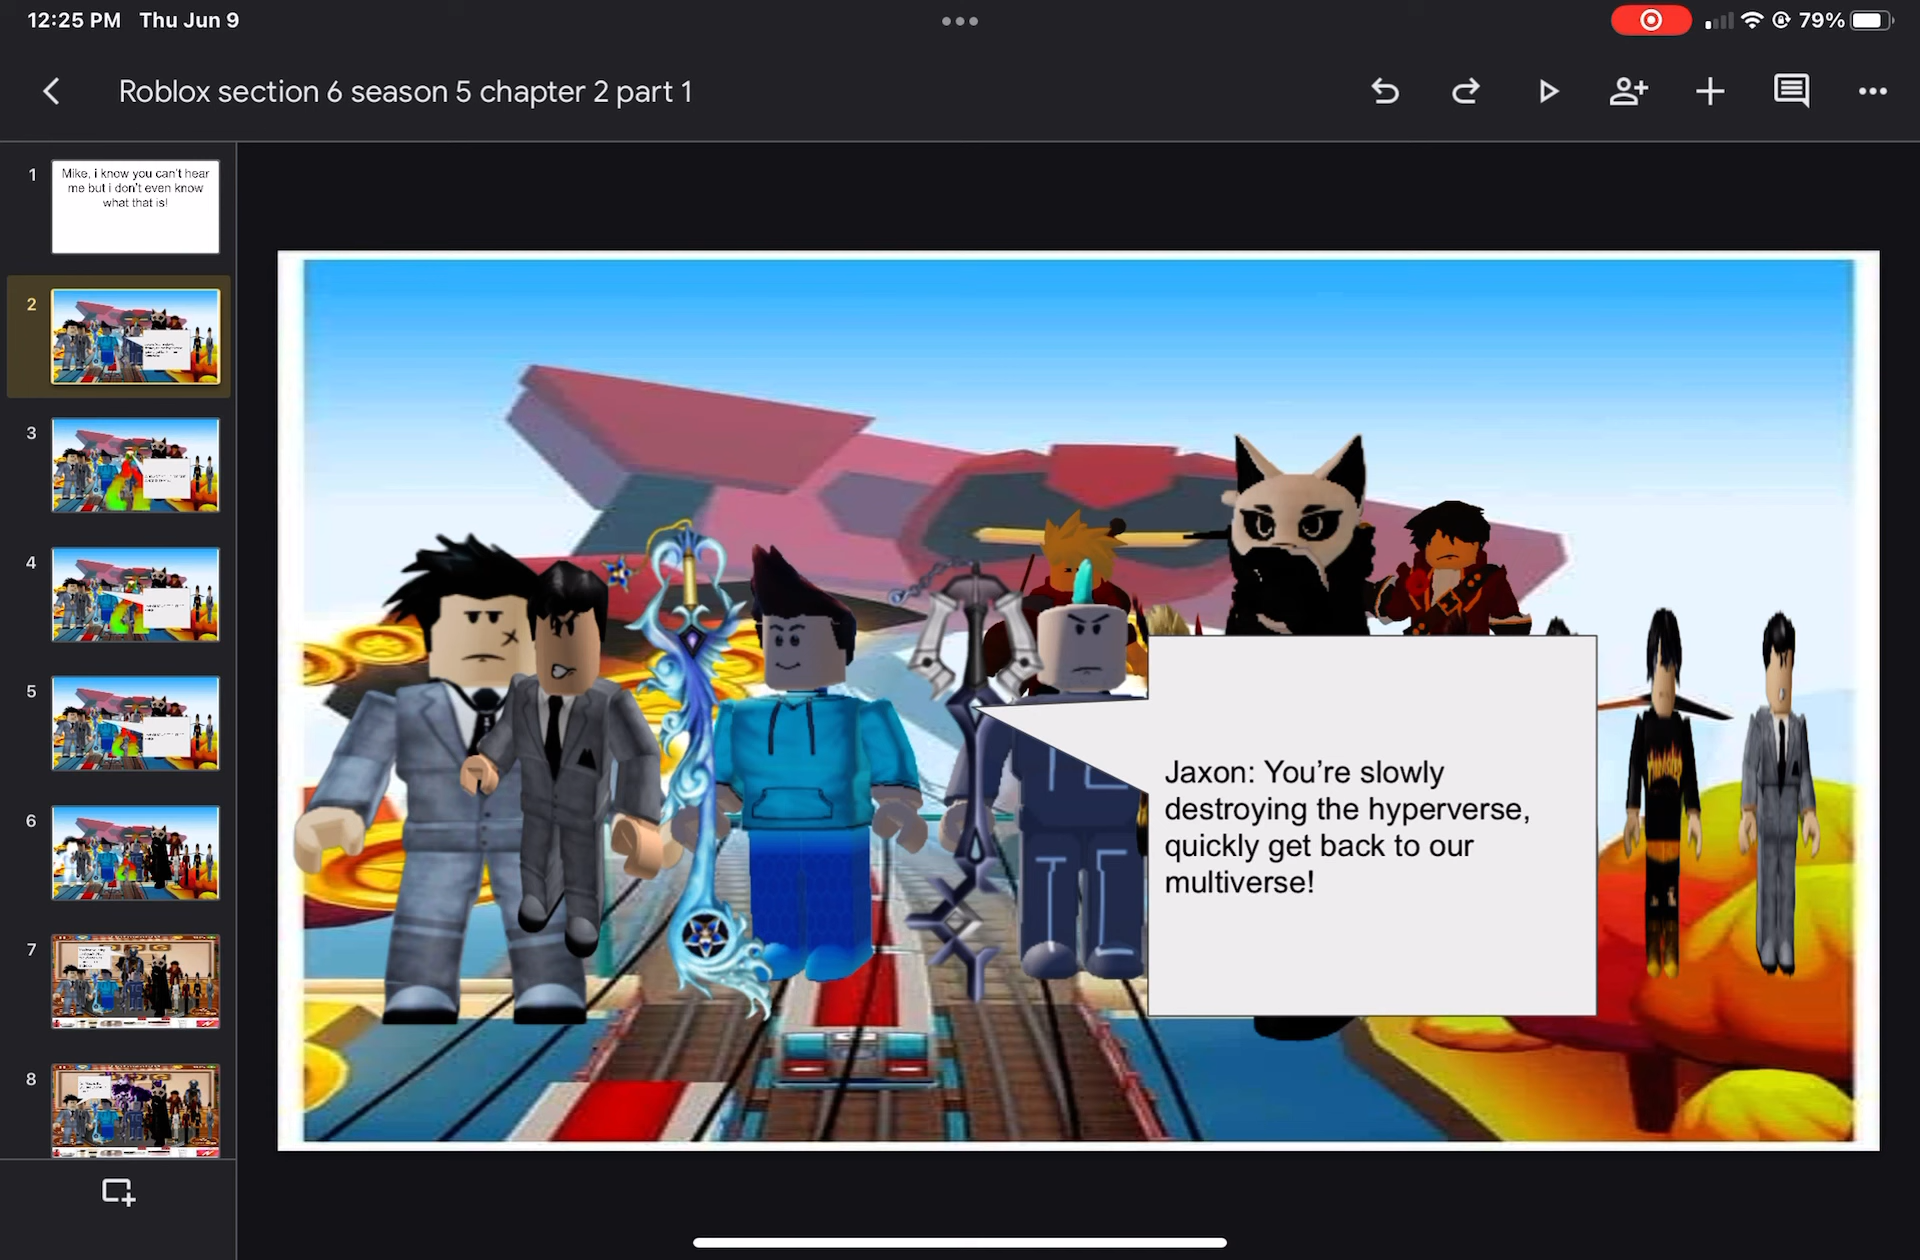 12:25 PM Thu Jun 9
79%
Roblox section 6 season 5 chapter 2 part 1
1
Mike, i know you can't hear
me but i don't even know
what that is!
2
3
4
5
6
7
8
Jaxon: You’re slowly
destroying the hyperverse,
quickly get back to our
multiverse!